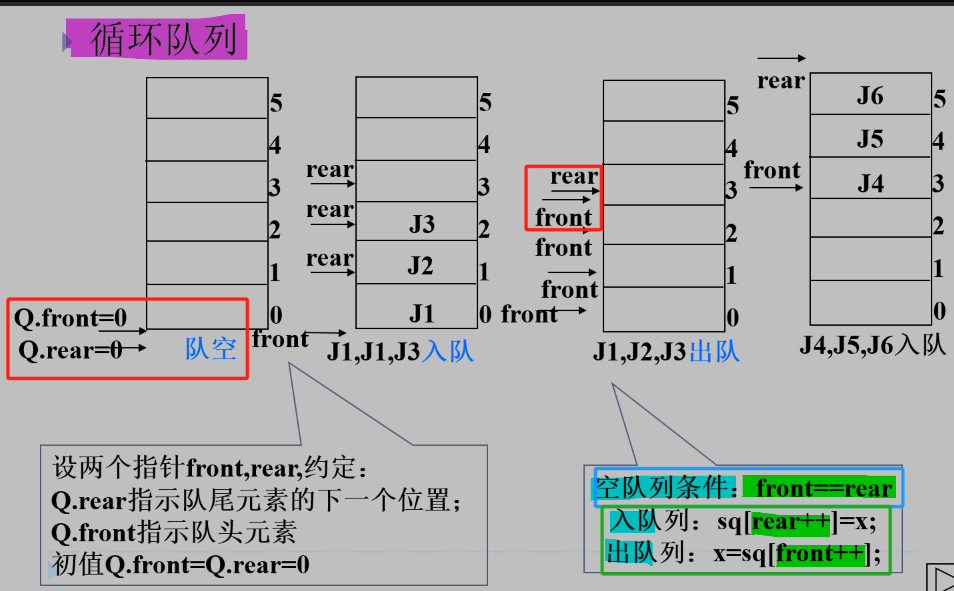 循环队列
5
4
3
2
1
0
Q.front=0
Q.rear=0
队空
rear
rear
rear
front
J3
J2
J1
5
4
3
2
1
0
J1,J1,J3入队
rear
front
front
front
front
5
4
3
2
1
0
J1,J2,J3出队
rear
front
J6
J5
J4
5
4
3
2
1
0
J4,J5,J6入队
设两个指针front,rear,约定：
Q.rear指示队尾元素的下一个位置；
Q.front指示队头元素
初值Q.front=Q.rear=0
空队列条件：front==rear
入队列：sq[rear++]=x;
出队列：x=sq[front++];